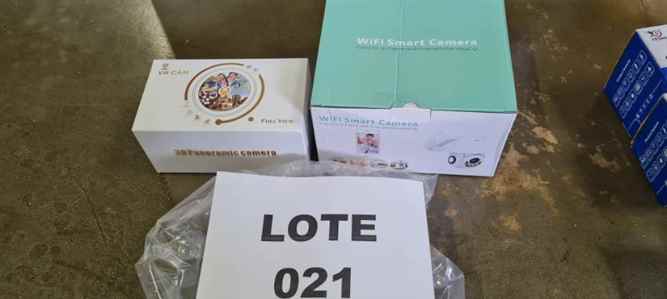 VR CAM
Full View
3D Panoramic camera
WiFi Smart Camera
WiFi Smart Camera
LOTE
021